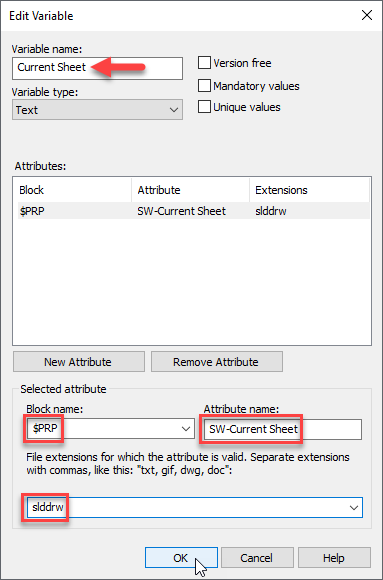 Edit Variable
Variable name:
Current Sheet
Version free
Mandatory values
Variable type:
Unique values
Text
Attributes:
Block Attribute Extensions
$PRP SW-Current Sheet slddrw
New Attribute Remove Attribute
Selected attribute
Block name: Attribute name:
$PRP SW-Current Sheet
File extensions for which the attribute is valid. Separate extensions
with commas, like this: "txt, gif, dwg, doc":
slddrw
OK Cancel Help